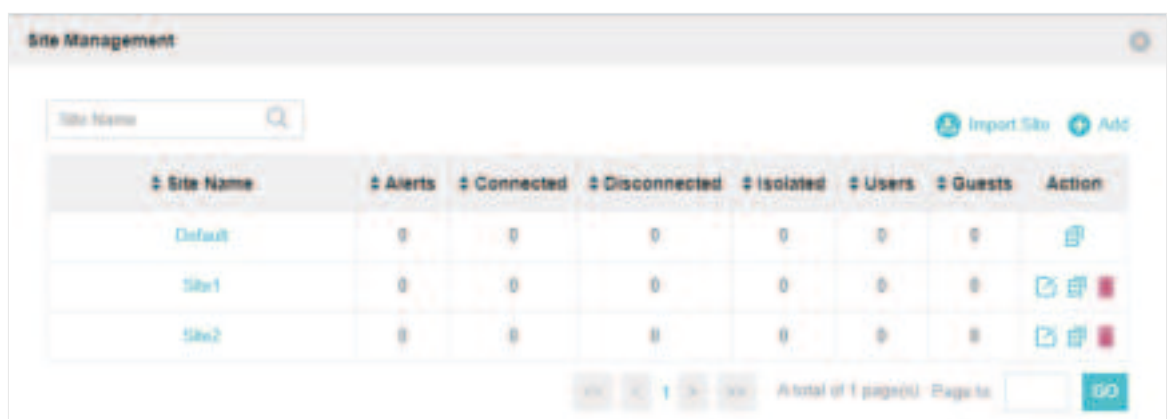 Site Management
Site Name
Import Site Add
Site Name Alerts Connected Disconnected Isolated Users Guests Action
Default 0 0 0 0 0 0
Site1 0 0 0 0 0 0
Site2 0 0 0 0 0 0
<< < 1 > >> A total of 1 page(s) Page to: GO